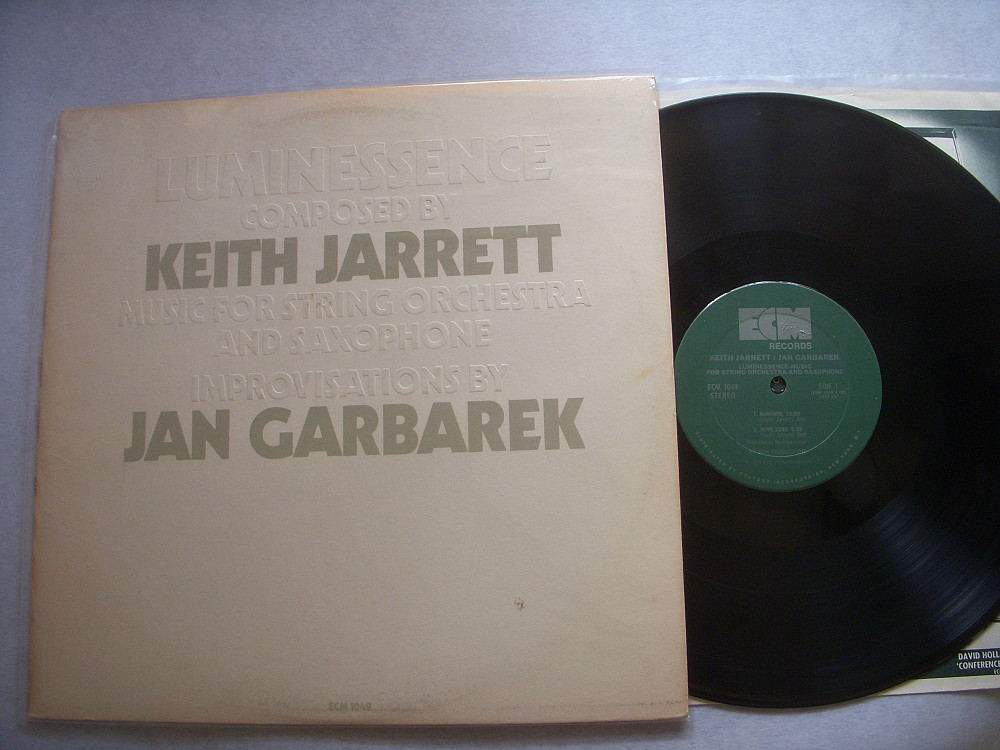 LUMINESSENCE
COMPOSED BY
KEITH JARRETT
MUSIC FOR STRING ORCHESTRA
AND SAXOPHONE
IMPROVISATIONS BY
JAN GARBAREK
ECM 1049
ECM
RECORDS
KEITH JARRETT / JAN GARBAREK
LUMINESSENCE MUSIC
FOR STRING ORCHESTRA AND SAXOPHONE
ECM 1049 SIDE 1
STEREO
DAVID HOLL
'CONFERENCE